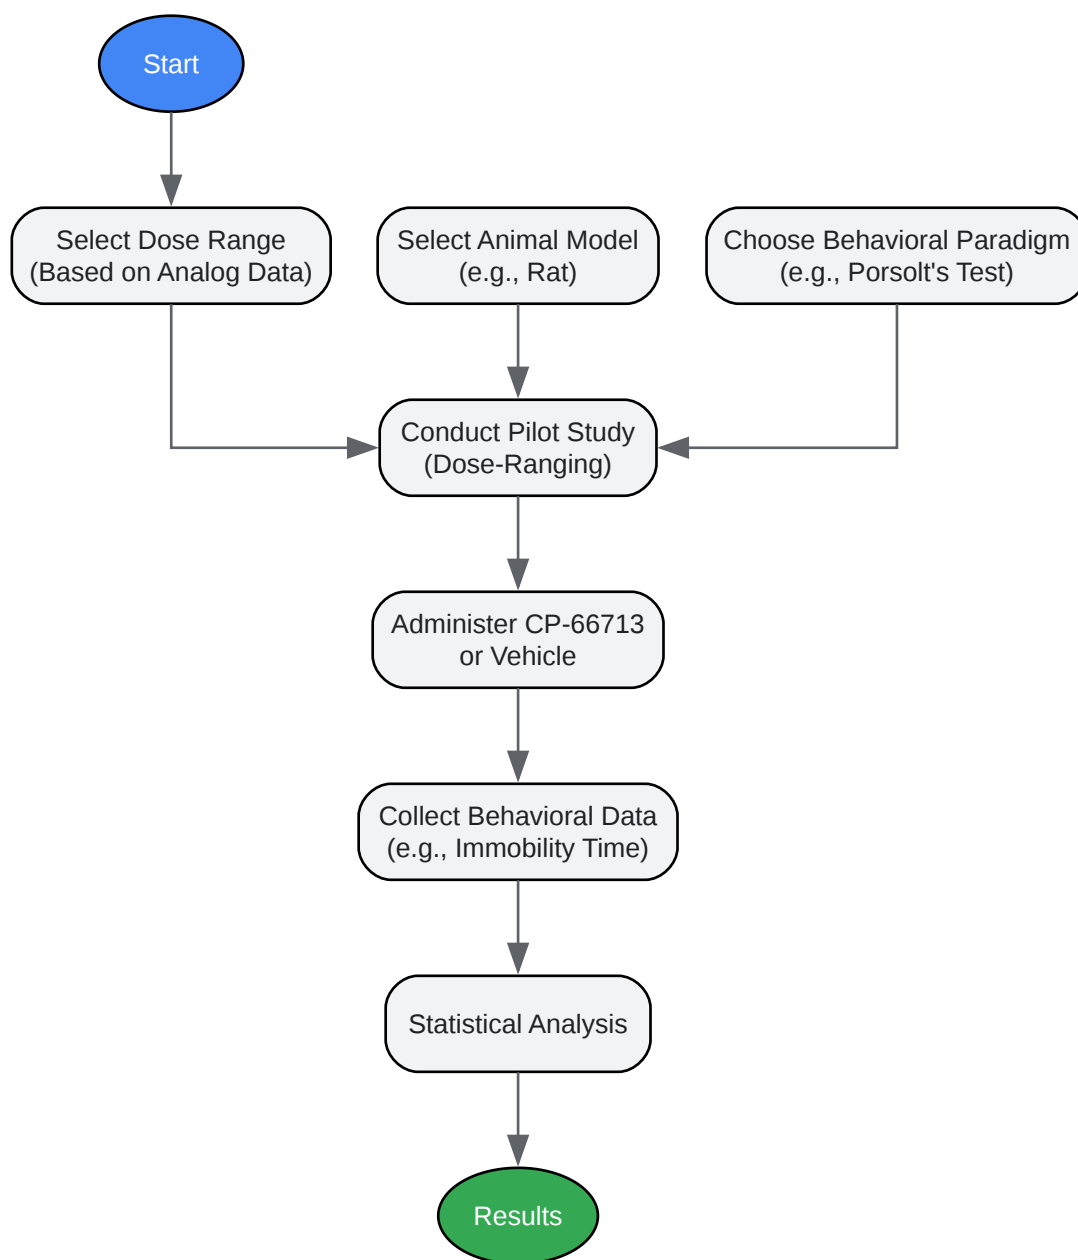 Start
Select Dose Range
(Based on Analog Data)
Select Animal Model
(e.g., Rat)
Choose Behavioral Paradigm
(e.g., Porsolt's Test)
Conduct Pilot Study
(Dose-Ranging)
Administer CP-66713
or Vehicle
Collect Behavioral Data
(e.g., Immobility Time)
Statistical Analysis
Results